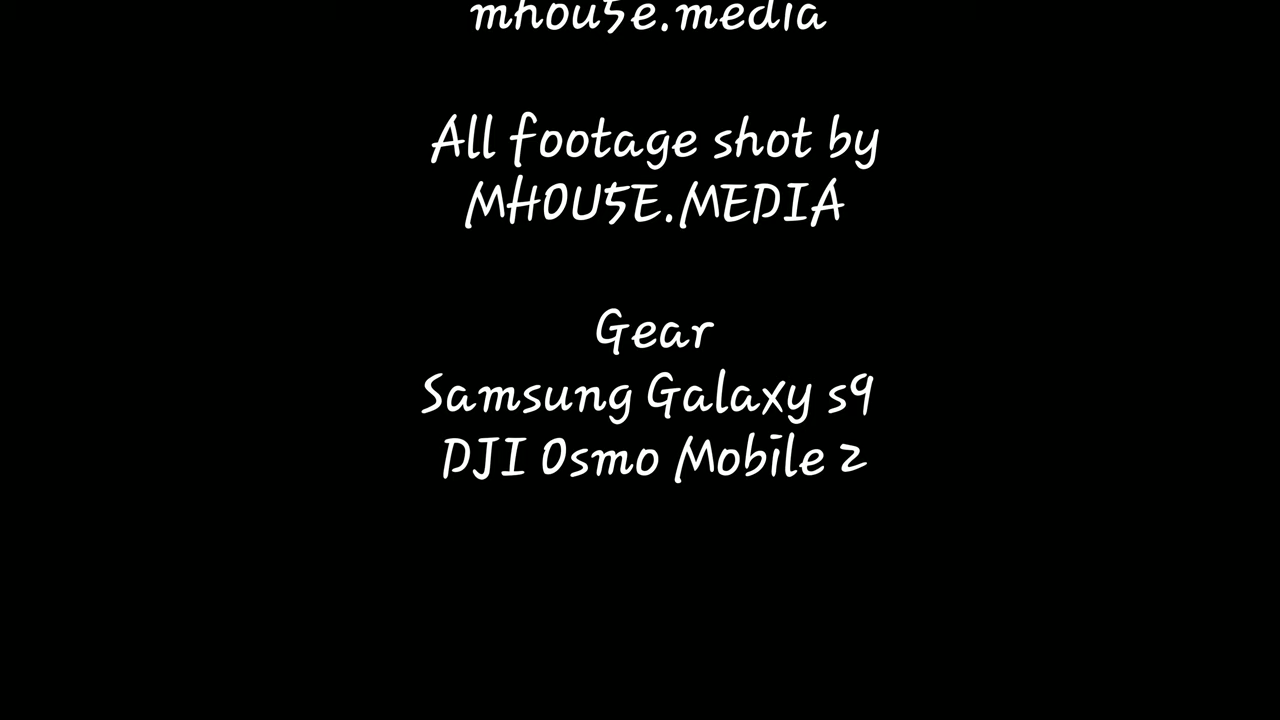 mhou5e.media
All footage shot by
MHOU5E.MEDIA
Gear
Samsung Galaxy s9
DJI Osmo Mobile 2